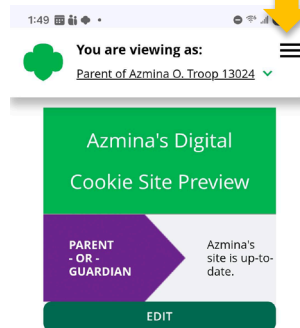 1:49
You are viewing as:
Parent of Azmina O. Troop 13024
Azmina's Digital
Cookie Site Preview
PARENT
- OR -
GUARDIAN
Azmina's
site is up-to-
date.
EDIT